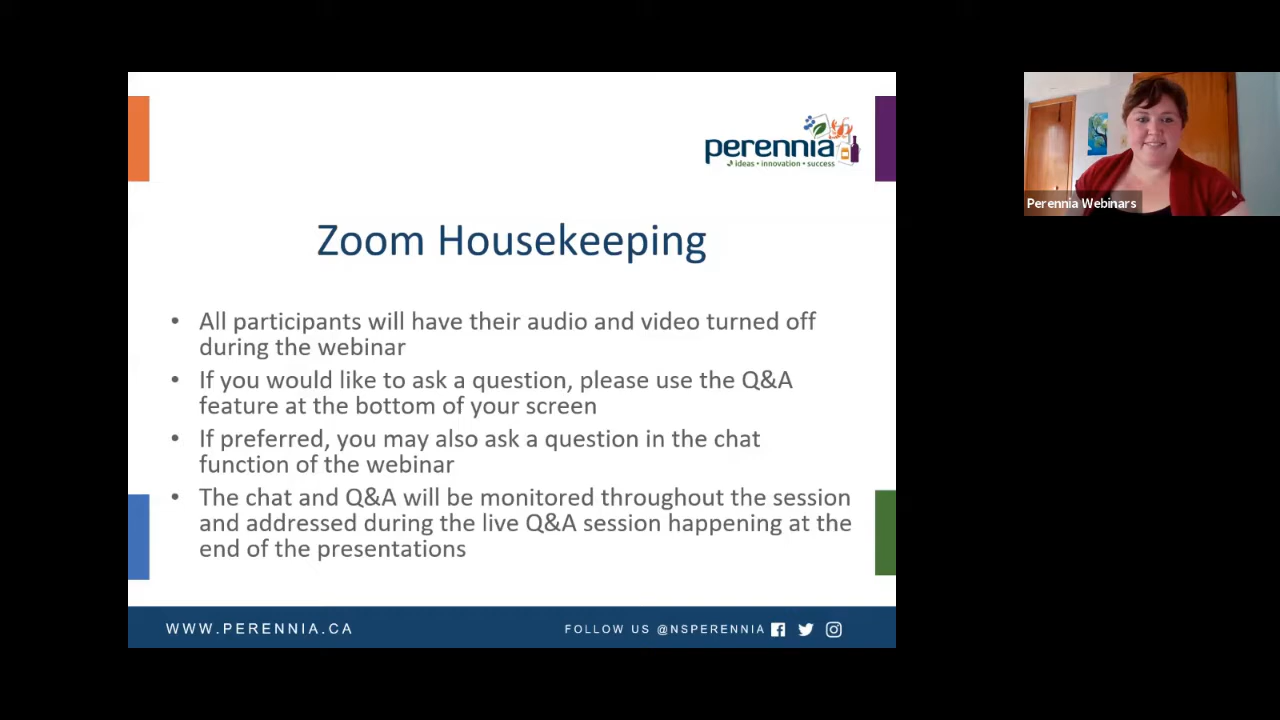 perennia
ideas • innovation • success
Perennia Webinars
Zoom Housekeeping
• All participants will have their audio and video turned off
during the webinar
• If you would like to ask a question, please use the Q&A
feature at the bottom of your screen
• If preferred, you may also ask a question in the chat
function of the webinar
• The chat and Q&A will be monitored throughout the session
and addressed during the live Q&A session happening at the
end of the presentations
WWW.PERENNIA.CA
FOLLOW US @NSPERENNIA